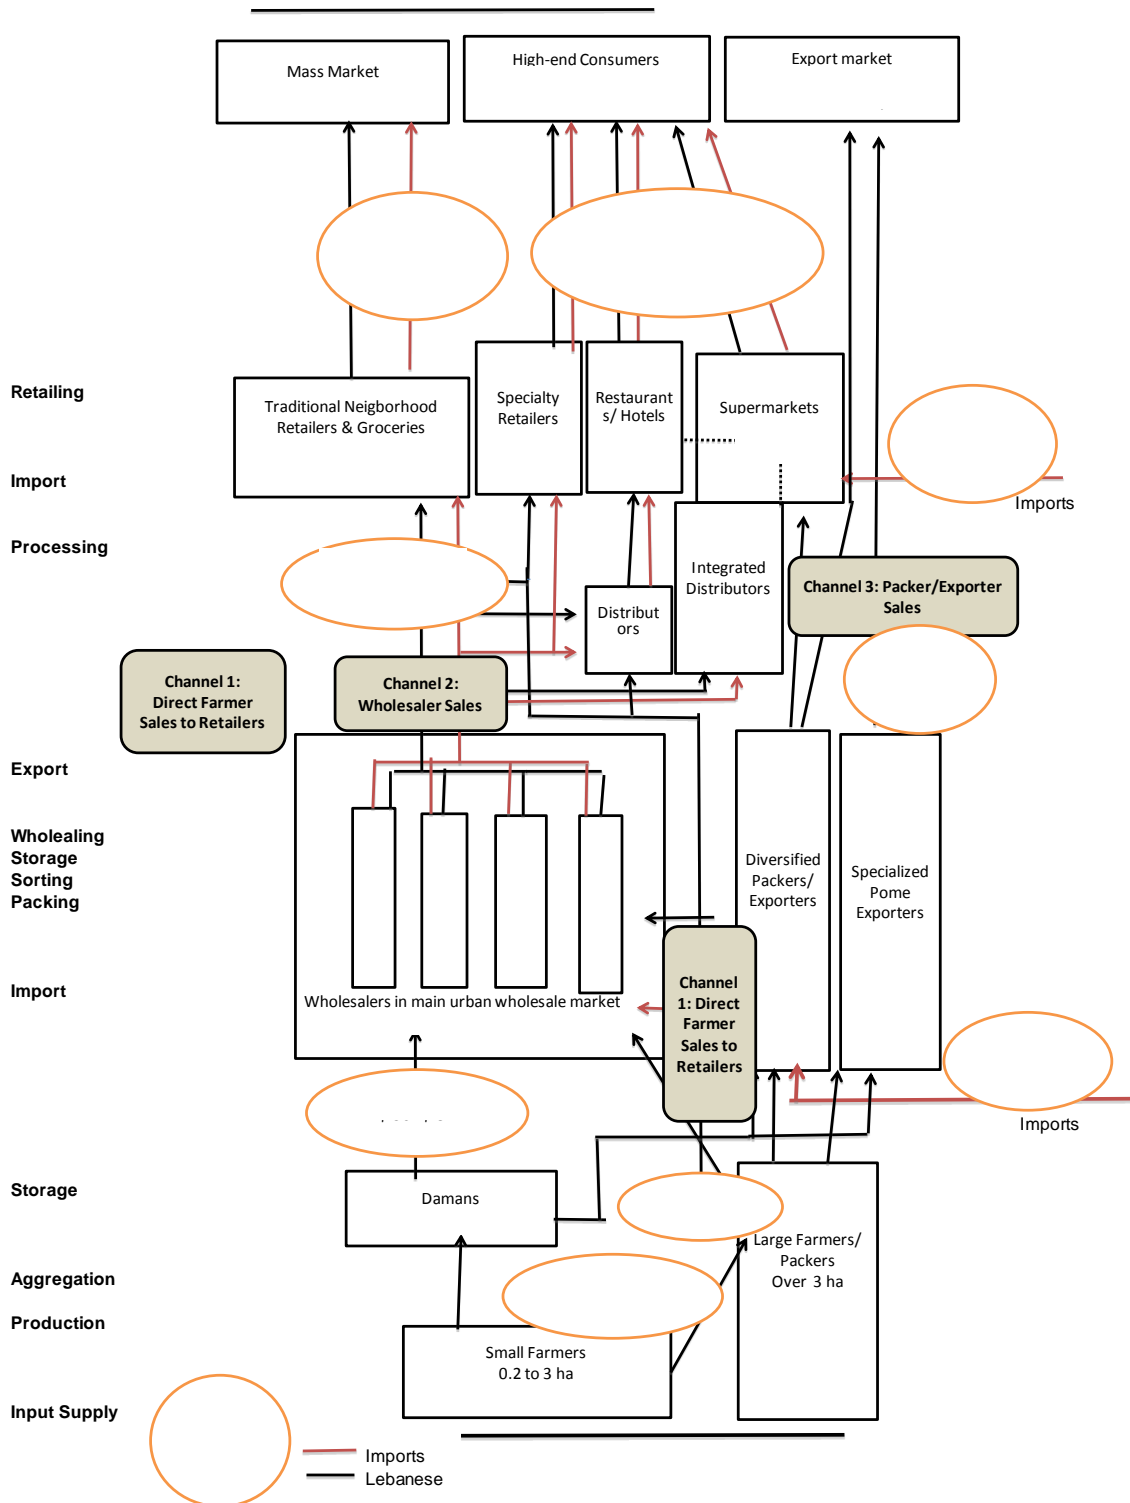 Mass Market
High-end Consumers
Export market
Retailing
Traditional Neigborhood
Retailers & Groceries
Specialty
Retailers
Restauran
ts/ Hotels
Supermarkets
Import
Imports
Processing
Integrated
Distributors
Distribut
ors
Channel 3: Packer/Exporter
Sales
Channel 1:
Direct Farmer
Sales to Retailers
Channel 2:
Wholesaler Sales
Export
Wholealing
Storage
Sorting
Packing
Diversified
Packers/
Exporters
Specialized
Pome
Exporters
Import
Wholesalers in main urban wholesale market
Channel
1: Direct
Farmer
Sales to
Retailers
Imports
Storage
Damans
Large Farmers/
Packers
Over 3 ha
Aggregation
Production
Small Farmers
0.2 to 3 ha
Input Supply
Imports
Lebanese